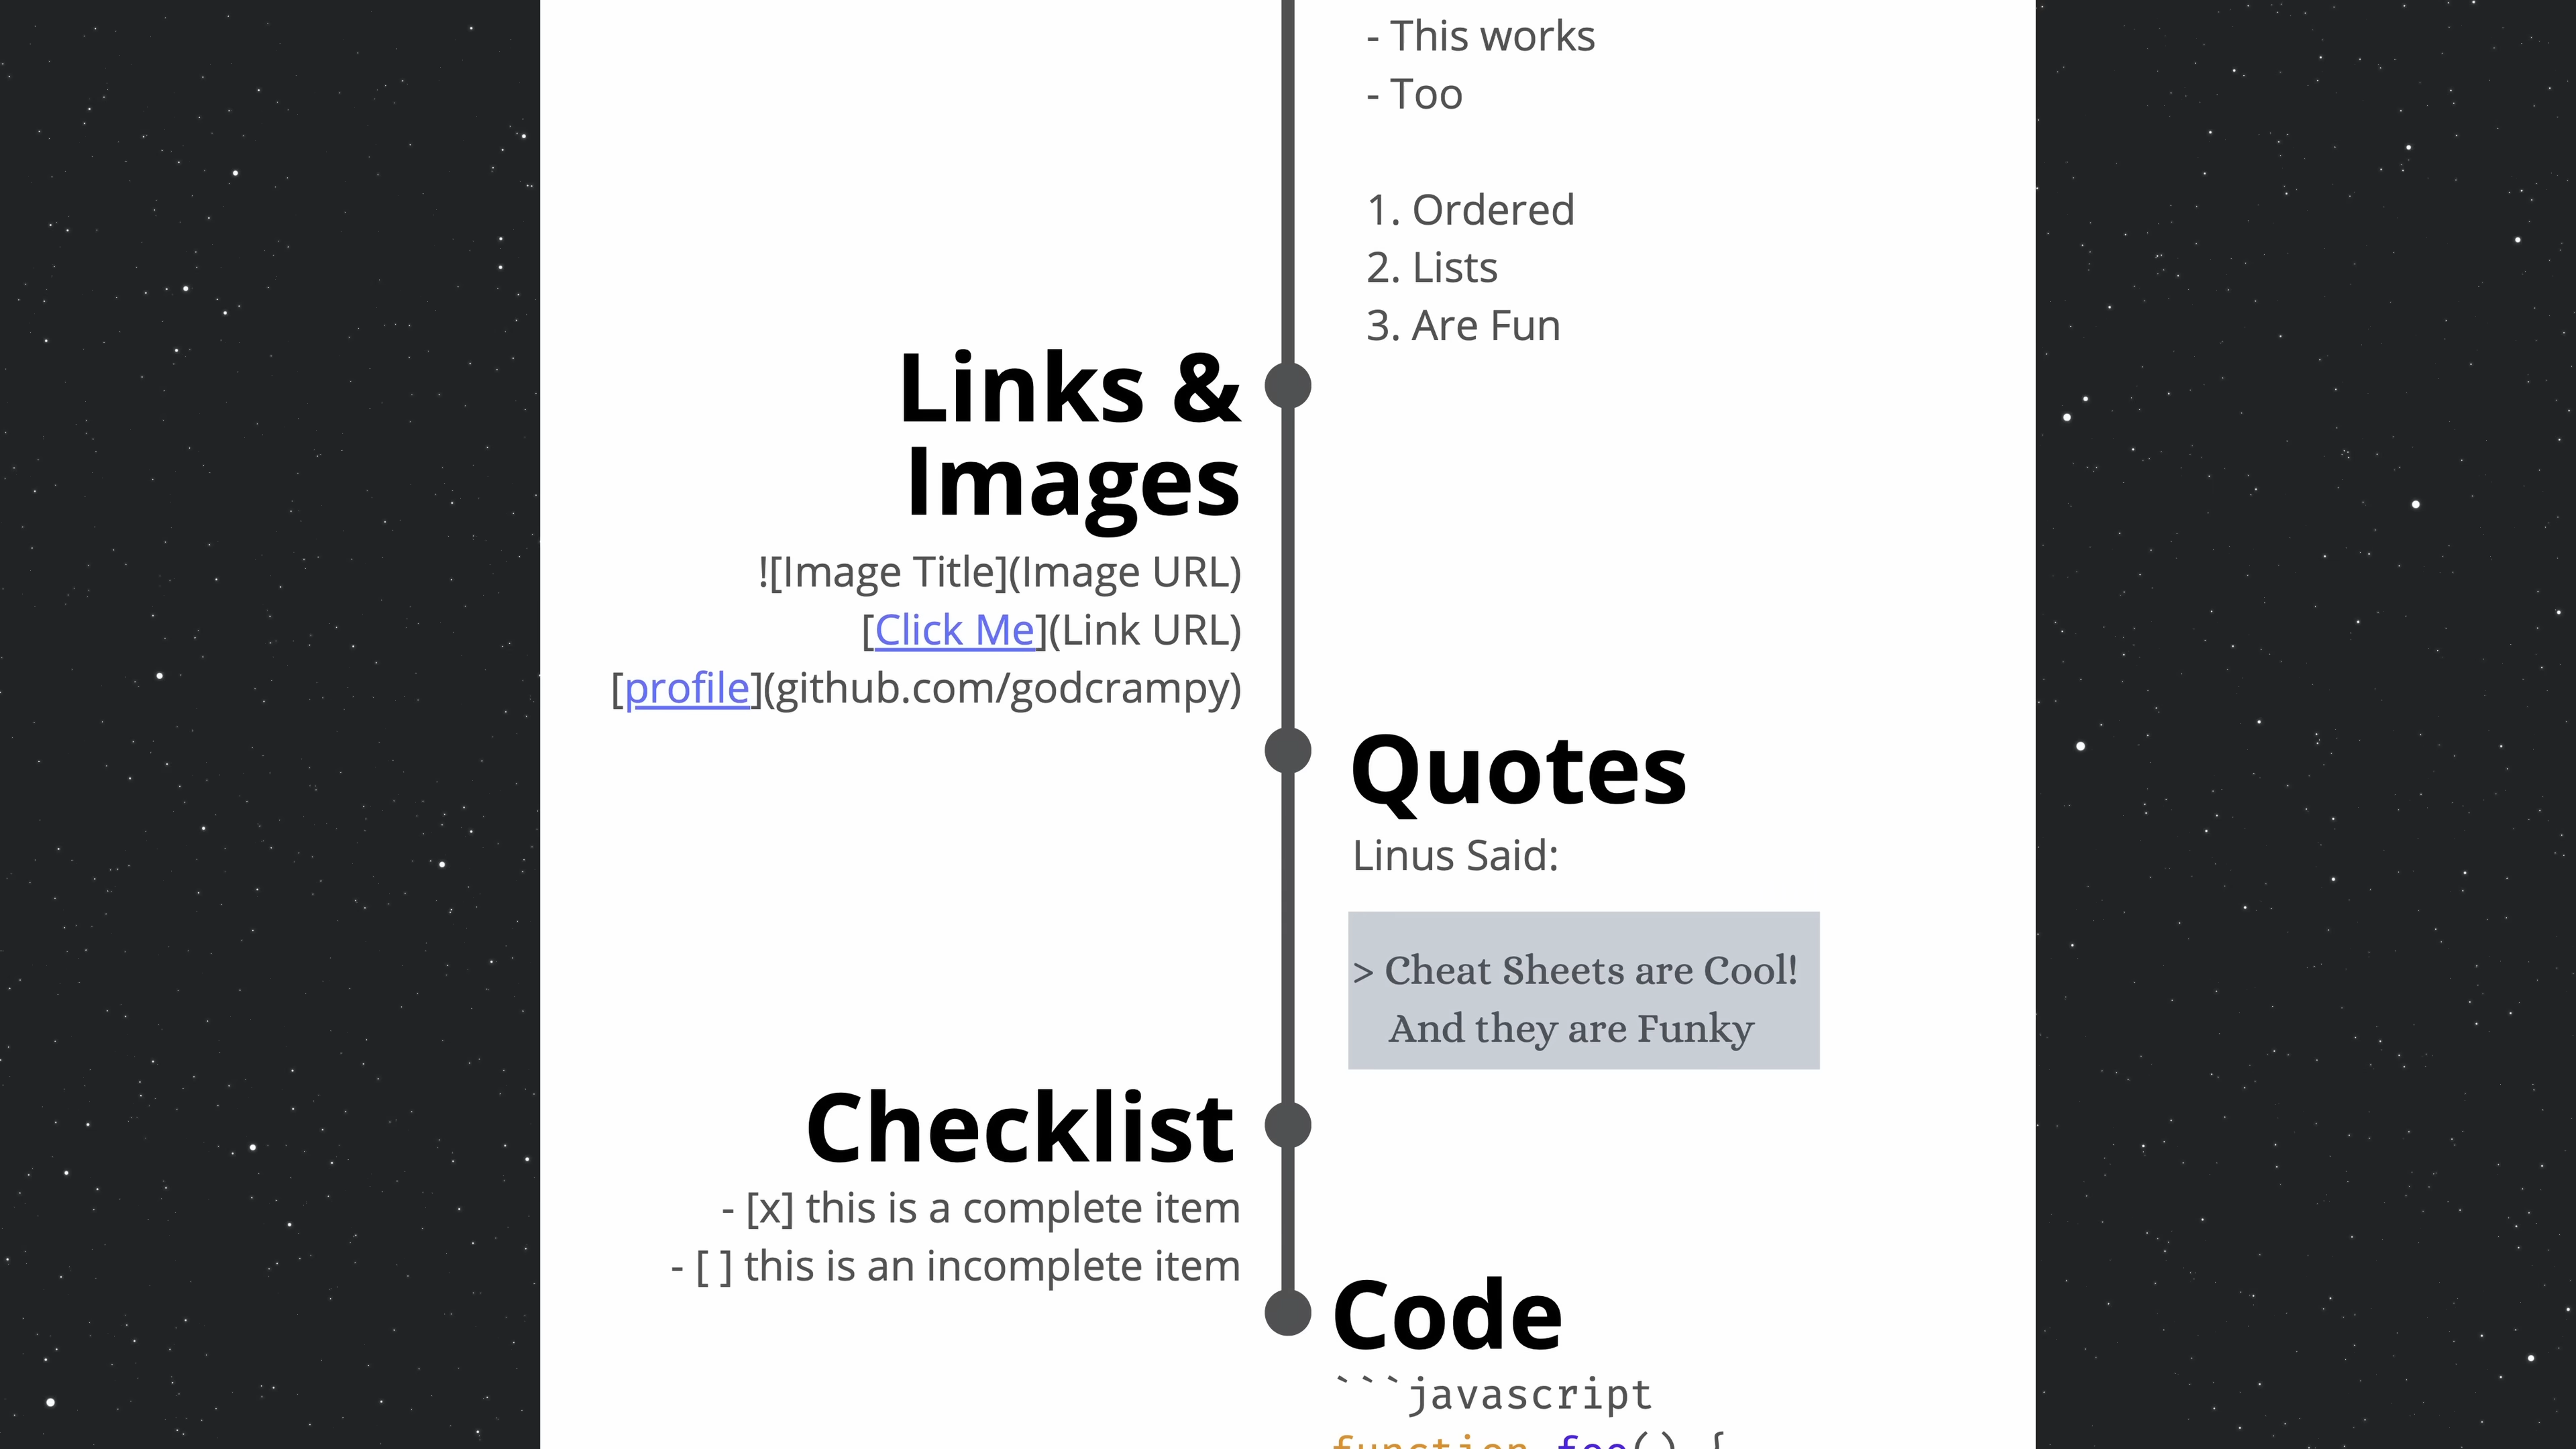 - This works
- Too
1. Ordered
2. Lists
3. Are Fun
Links &
Images
![Image Title](Image URL)
[Click Me](Link URL)
[profile](github.com/godcrampy)
Quotes
Linus Said:
> Cheat Sheets are Cool!
And they are Funky
Checklist
- [x] this is a complete item
- [ ] this is an incomplete item
Code
```javascript
function foo() {